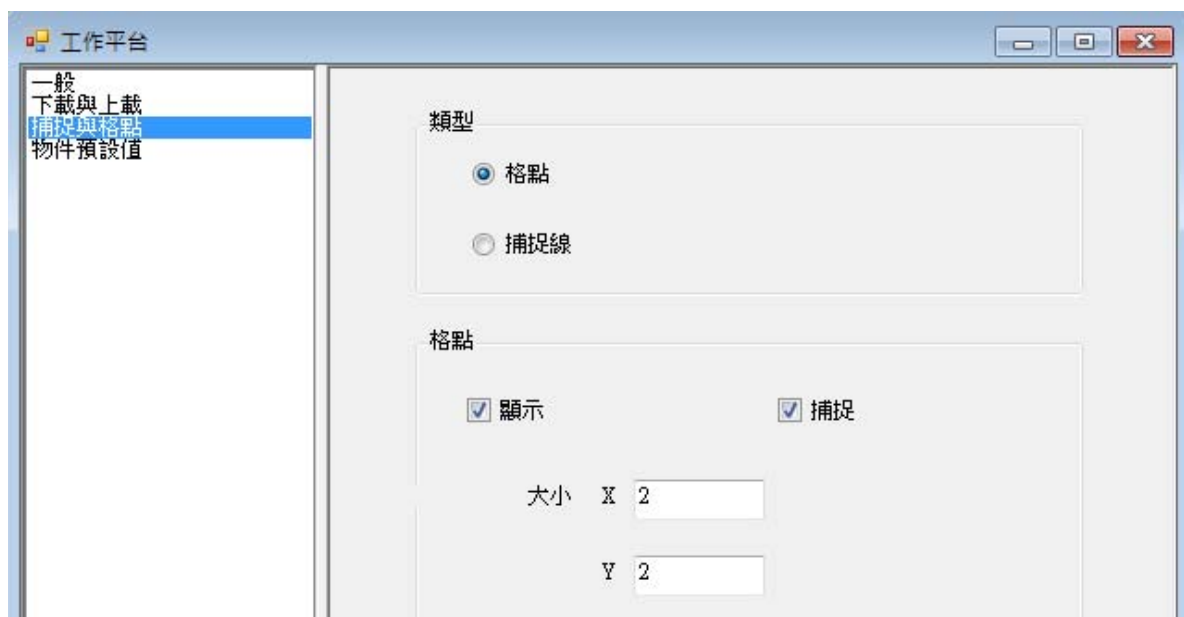 工作平台
一般
下載與上載
捕捉與格點
物件預設值
類型
格點
捕捉線
格點
顯示 捕捉
大小 X 2
Y 2